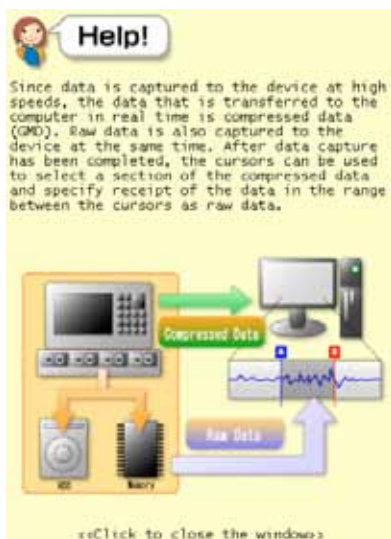 Help!
Since data is captured to the device at high
speeds, the data that is transferred to the
computer in real time is compressed data
(GMD). Raw data is also captured to the
device at the same time. After data capture
has been completed, the cursors can be used
to select a section of the compressed data
and specify receipt of the data in the range
between the cursors as raw data.
Compressed Data
A B
Raw Data
HDD Memory
<<Click to close the window>>